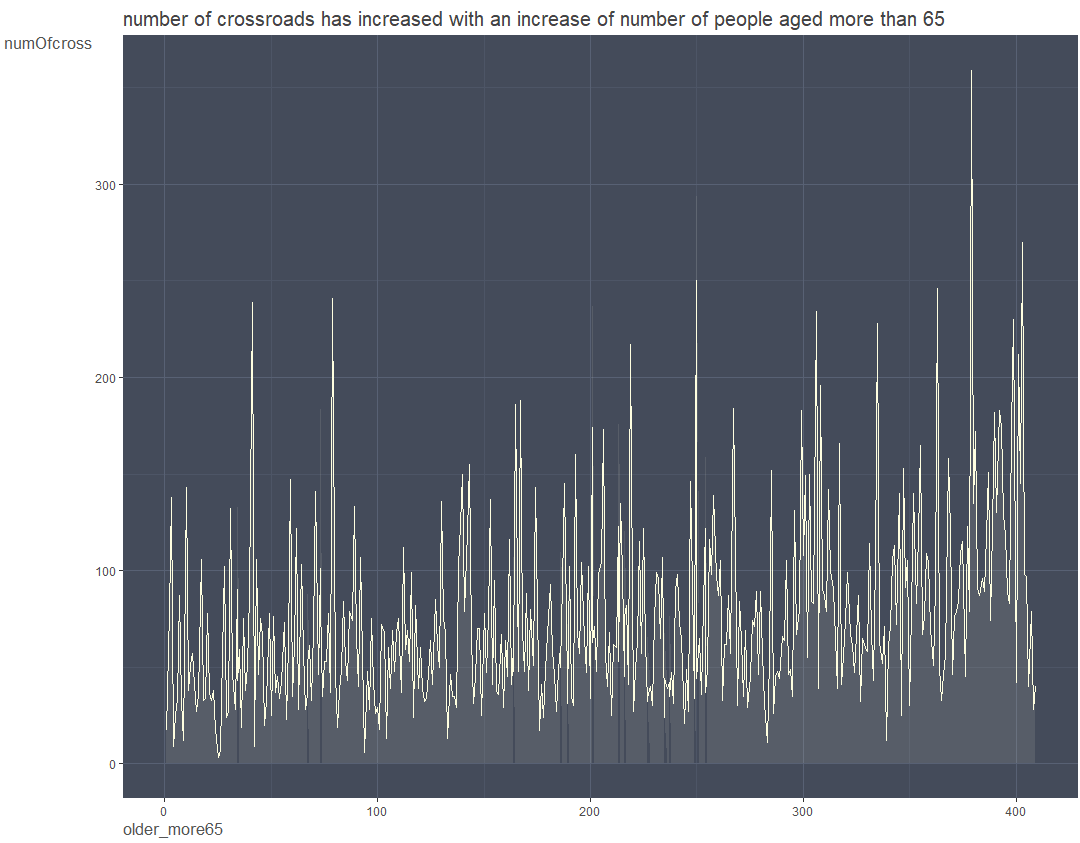 number of crossroads has increased with an increase of number of people aged more than 65
numOfcross
300
200
100
0
0 100 200 300 400
older_more65